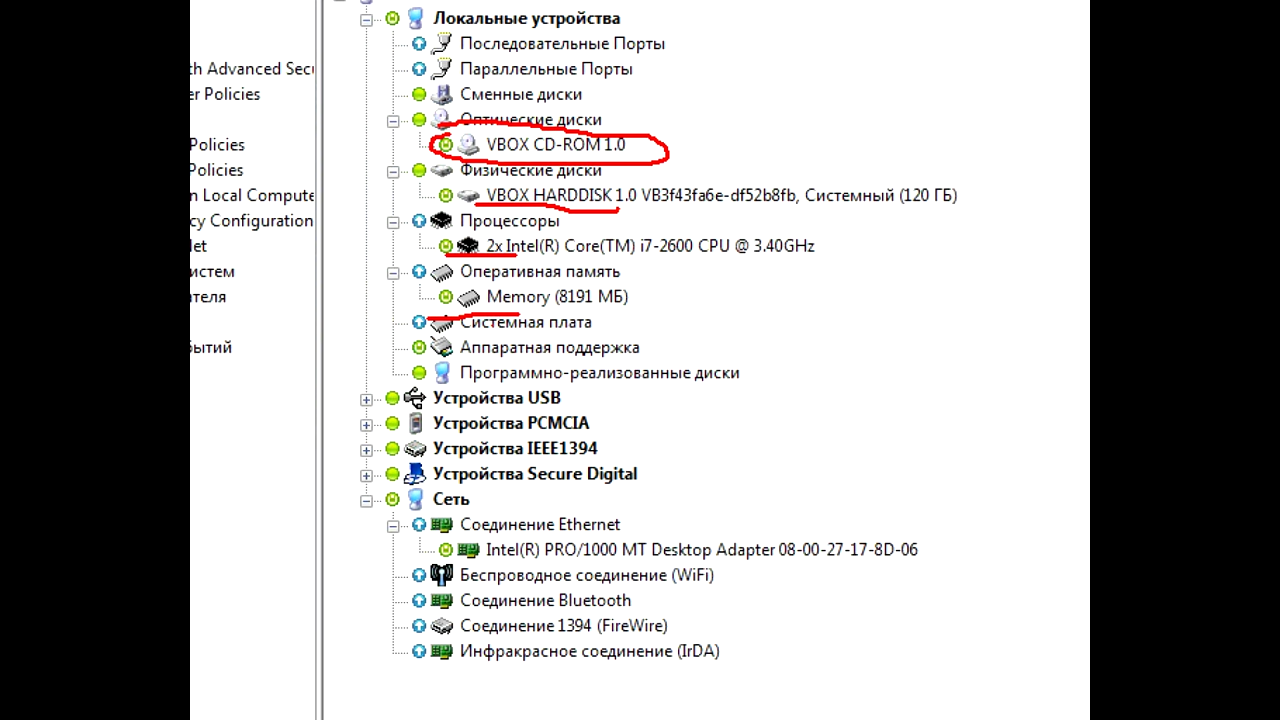 Локальные устройства
Последовательные Порты
th Advanced Secu
Параллельные Порты
er Policies
Сменные диски
Оптические диски
Policies
VBOX CD-ROM 1.0
Policies
Физические диски
n Local Compute
VBOX HARDDISK 1.0 VB3f43fa6e-df52b8fb, Системный (120 ГБ)
cy Configuration
Процессоры
let
2x Intel(R) Core(TM) i7-2600 CPU @ 3.40GHz
истем
Оперативная память
ателя
Memory (8191 МБ)
Системная плата
бытий
Аппаратная поддержка
Программно-реализованные диски
Устройства USB
Устройства PCMCIA
Устройства IEEE1394
Устройства Secure Digital
Сеть
Соединение Ethernet
Intel(R) PRO/1000 MT Desktop Adapter 08-00-27-17-8D-06
Беспроводное соединение (WiFi)
Соединение Bluetooth
Соединение 1394 (FireWire)
Инфракрасное соединение (IrDA)